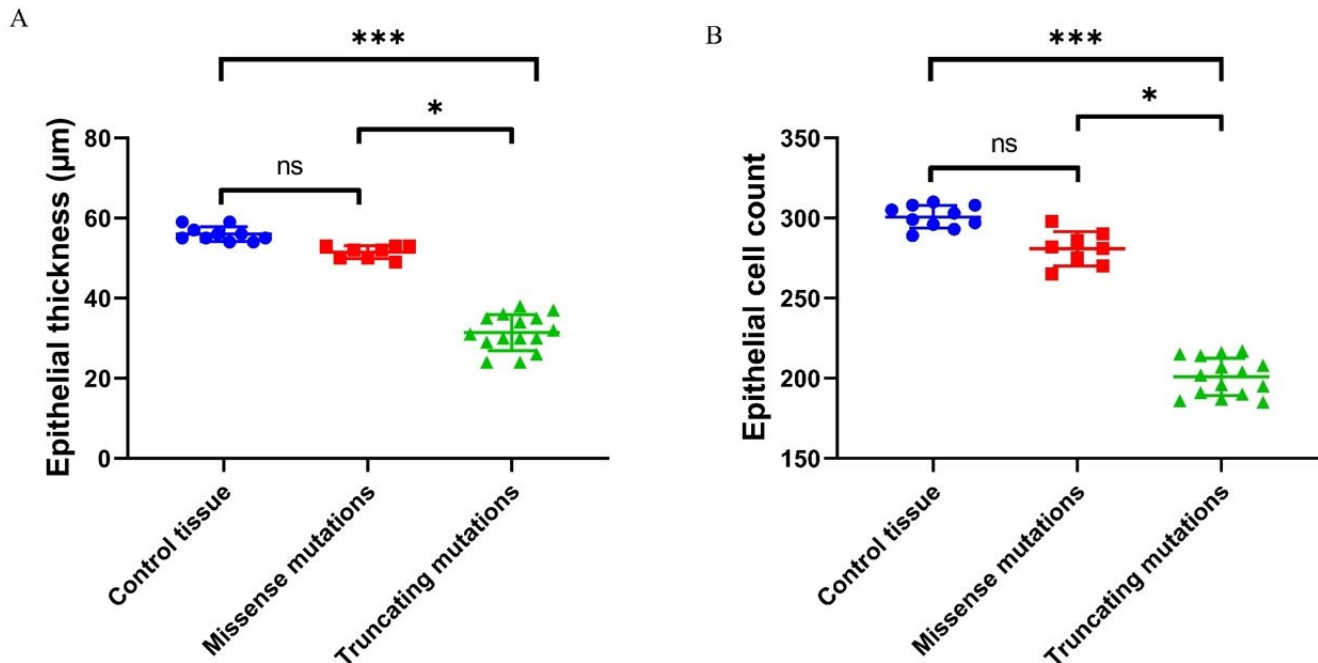 A
***
*
ns
Epithelial thickness (µm)
80
60
40
20
0
Control tissue
Missense mutations
Truncating mutations
B
***
*
ns
Epithelial cell count
350
300
250
200
150
Control tissue
Missense mutations
Truncating mutations